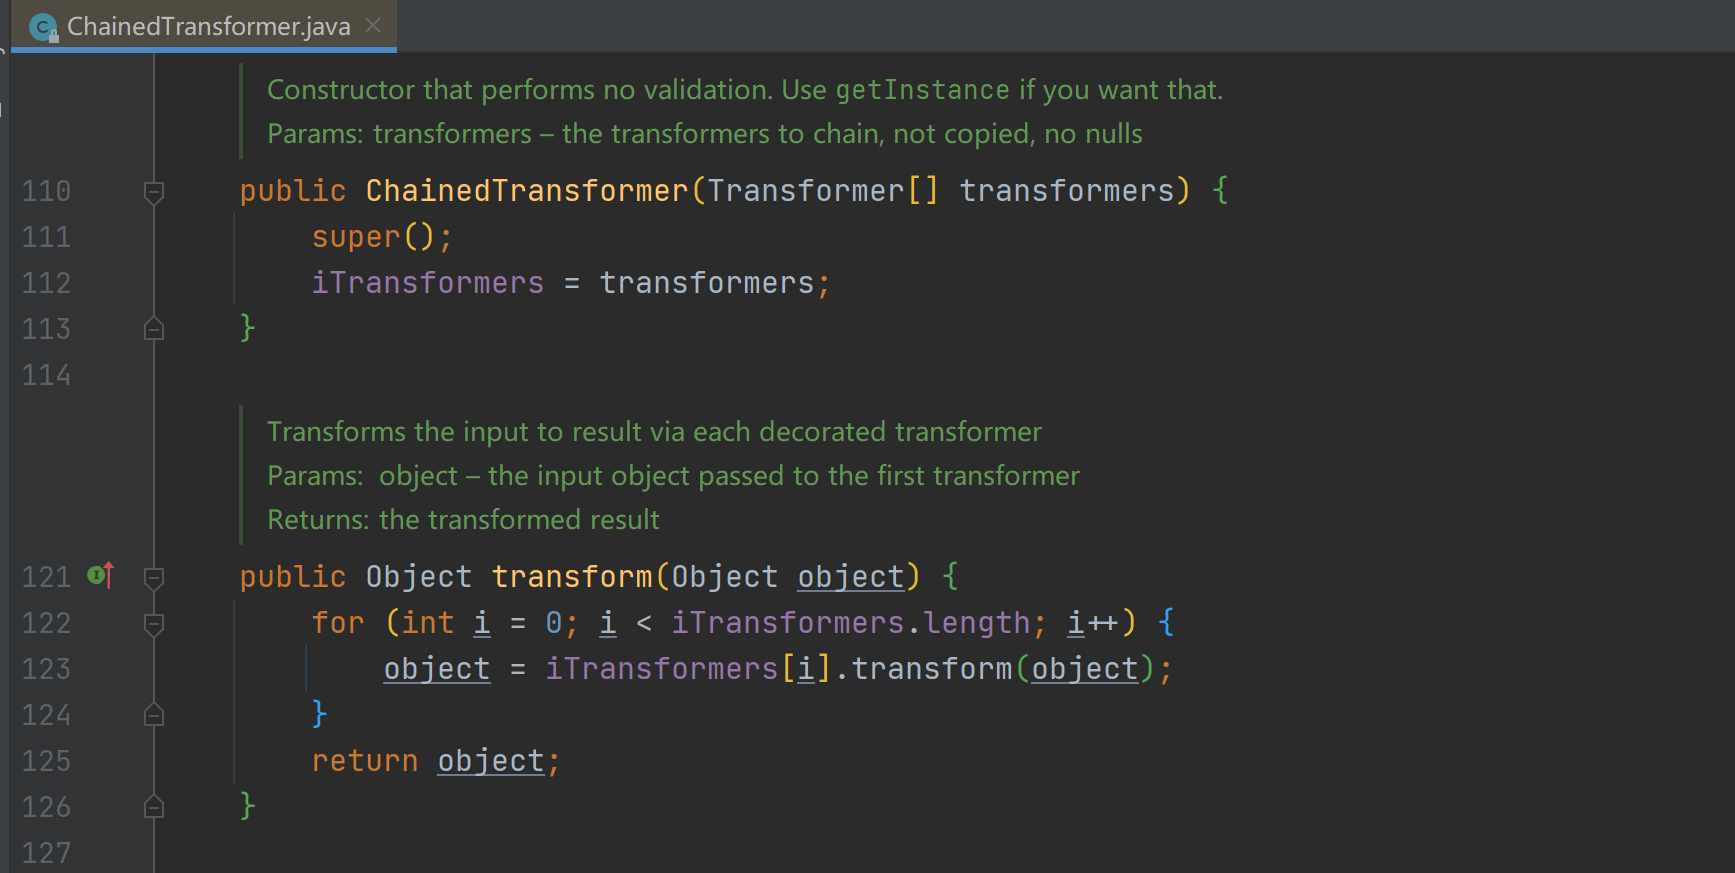 ChainedTransformer.java
Constructor that performs no validation. Use getInstance if you want that.
Params: transformers – the transformers to chain, not copied, no nulls
110 public ChainedTransformer(Transformer[] transformers) {
111 super();
112 iTransformers = transformers;
113 }
114
Transforms the input to result via each decorated transformer
Params: object – the input object passed to the first transformer
Returns: the transformed result
121 public Object transform(Object object) {
122 for (int i = 0; i < iTransformers.length; i++) {
123 object = iTransformers[i].transform(object);
124 }
125 return object;
126 }
127